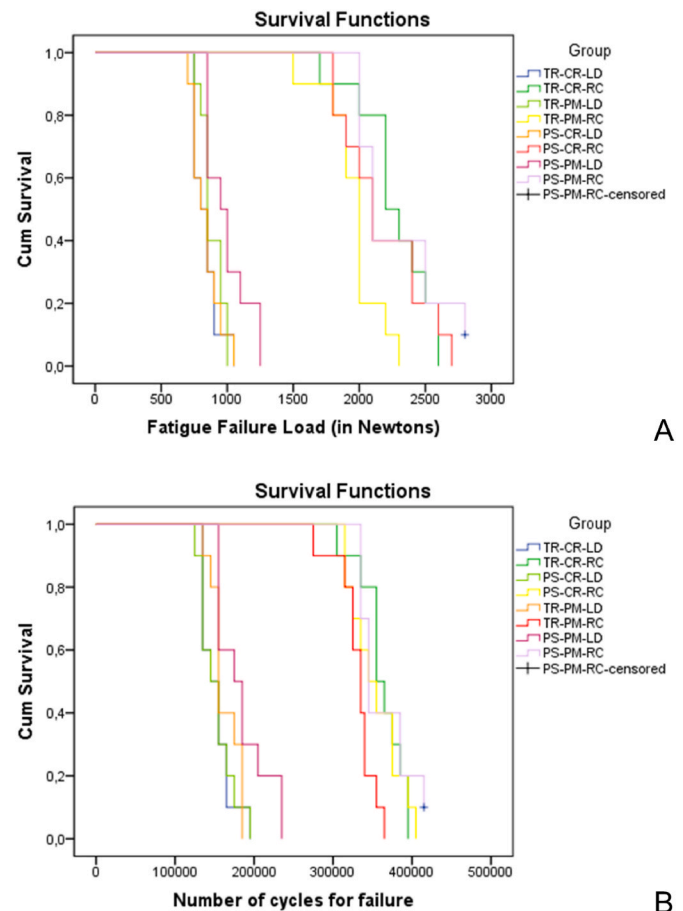 Survival Functions
Cum Survival
1,0
0,8
0,6
0,4
0,2
0,0
0 500 1000 1500 2000 2500 3000
Fatigue Failure Load (in Newtons)
Group
TR-CR-LD
TR-CR-RC
TR-PM-LD
TR-PM-RC
PS-CR-LD
PS-CR-RC
PS-PM-LD
PS-PM-RC
PS-PM-RC-censored
A
Survival Functions
Cum Survival
1,0
0,8
0,6
0,4
0,2
0,0
0 100000 200000 300000 400000 500000
Number of cycles for failure
Group
TR-CR-LD
TR-CR-RC
PS-CR-LD
PS-CR-RC
TR-PM-LD
TR-PM-RC
PS-PM-LD
PS-PM-RC
PS-PM-RC-censored
B